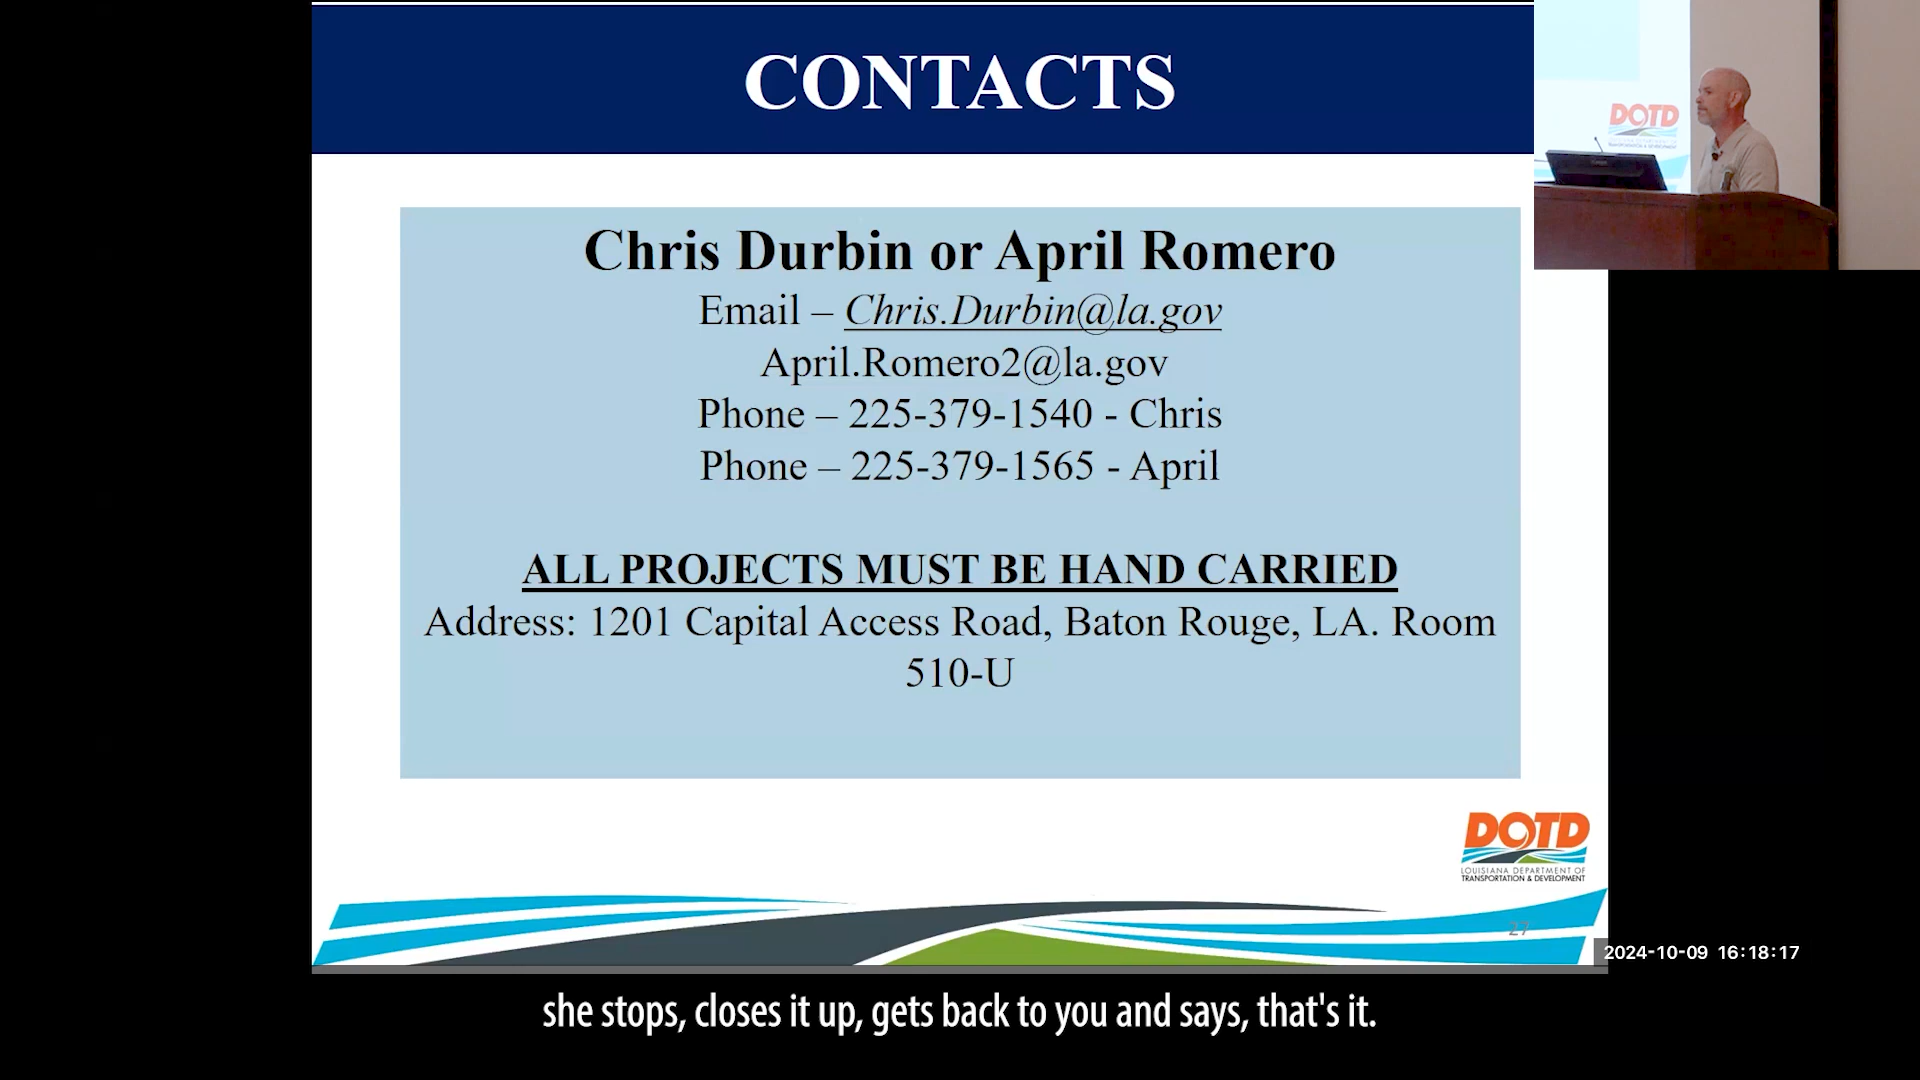 CONTACTS
DOTD
Chris Durbin or April Romero
Email – Chris.Durbin@la.gov
April.Romero2@la.gov
Phone – 225-379-1540 - Chris
Phone – 225-379-1565 - April
ALL PROJECTS MUST BE HAND CARRIED
Address: 1201 Capital Access Road, Baton Rouge, LA. Room
510-U
DOTD
LOUISIANA DEPARTMENT OF
TRANSPORTATION & DEVELOPMENT
27
2024-10-09 16:18:17
she stops, closes it up, gets back to you and says, that's it.